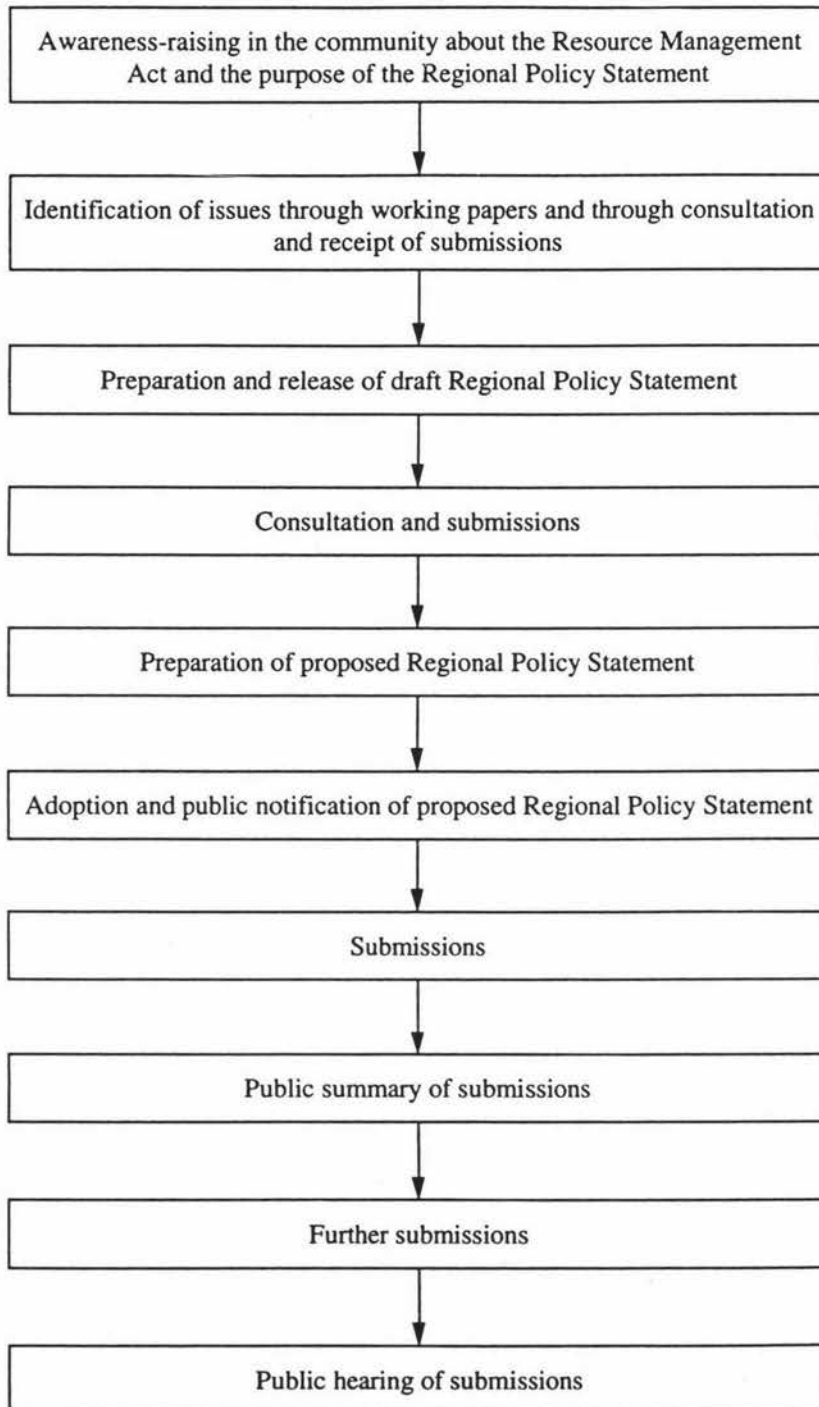 Awareness-raising in the community about the Resource Management
Act and the purpose of the Regional Policy Statement
Identification of issues through working papers and through consultation
and receipt of submissions
Preparation and release of draft Regional Policy Statement
Consultation and submissions
Preparation of proposed Regional Policy Statement
Adoption and public notification of proposed Regional Policy Statement
Submissions
Public summary of submissions
Further submissions
Public hearing of submissions